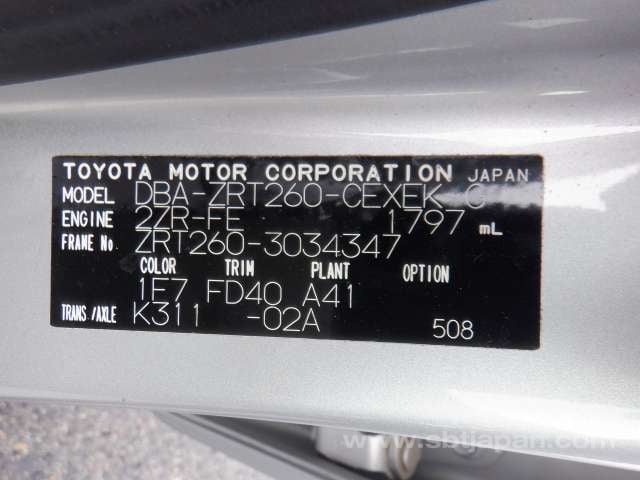 TOYOTA MOTOR CORPORATION JAPAN
MODEL DBA-ZRT260-CEXEK C
ENGINE 2ZR-FE 1797 mL
FRAME No ZRT260-3034347
COLOR TRIM PLANT OPTION
1E7 FD40 A41
TRANS/AXLE K311 -02A
508
www.sbtjapan.com